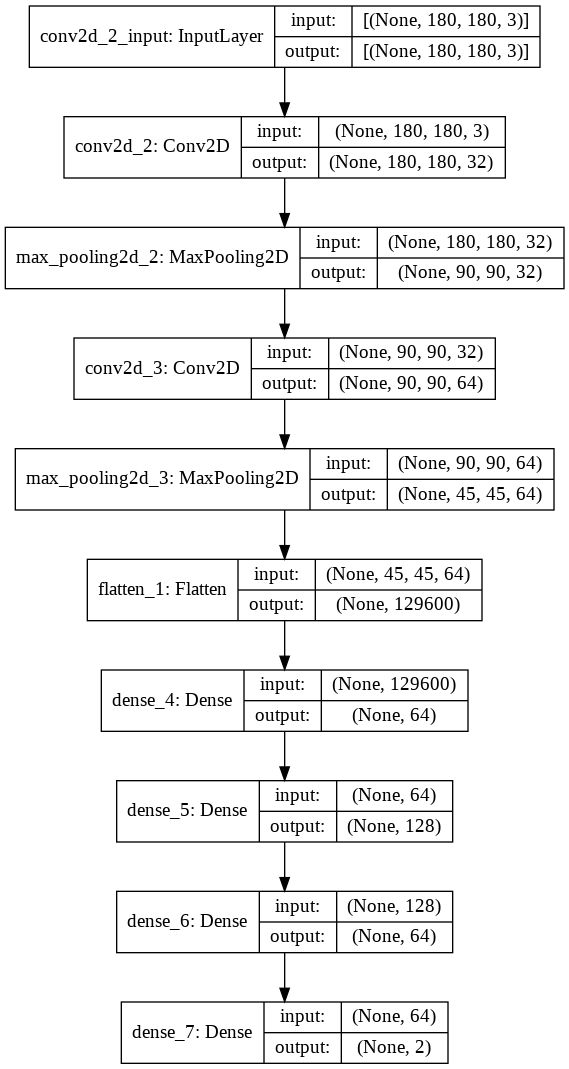 conv2d_2_input: InputLayer
input: [(None, 180, 180, 3)]
output: [(None, 180, 180, 3)]
conv2d_2: Conv2D
input: (None, 180, 180, 3)
output: (None, 180, 180, 32)
max_pooling2d_2: MaxPooling2D
input: (None, 180, 180, 32)
output: (None, 90, 90, 32)
conv2d_3: Conv2D
input: (None, 90, 90, 32)
output: (None, 90, 90, 64)
max_pooling2d_3: MaxPooling2D
input: (None, 90, 90, 64)
output: (None, 45, 45, 64)
flatten_1: Flatten
input: (None, 45, 45, 64)
output: (None, 129600)
dense_4: Dense
input: (None, 129600)
output: (None, 64)
dense_5: Dense
input: (None, 64)
output: (None, 128)
dense_6: Dense
input: (None, 128)
output: (None, 64)
dense_7: Dense
input: (None, 64)
output: (None, 2)